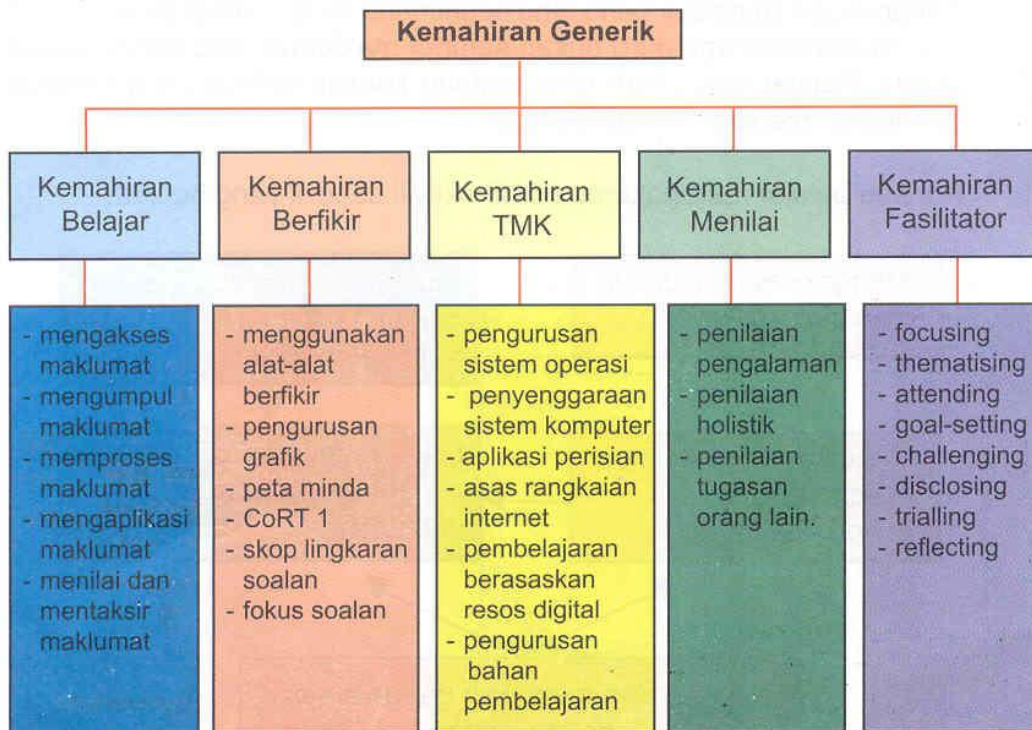 Kemahiran Generik
Kemahiran
Belajar
Kemahiran
Berfikir
Kemahiran
TMK
Kemahiran
Menilai
Kemahiran
Fasilitator
- mengakses
maklumat
- mengumpul
maklumat
- memproses
maklumat
- mengaplikasi
maklumat
- menilai dan
mentaksir
maklumat
- menggunakan
alat-alat
berfikir
- pengurusan
grafik
- peta minda
- CoRT 1
- skop lingkaran
soalan
- fokus soalan
- pengurusan
sistem operasi
- penyenggaraan
sistem komputer
- aplikasi perisian
- asas rangkaian
internet
- pembelajaran
berasaskan
resos digital
- pengurusan
bahan
pembelajaran
- penilaian
pengalaman
- penilaian
holistik
- penilaian
tugasan
orang lain.
- focusing
- thematising
- attending
- goal-setting
- challenging
- disclosing
- trialling
- reflecting